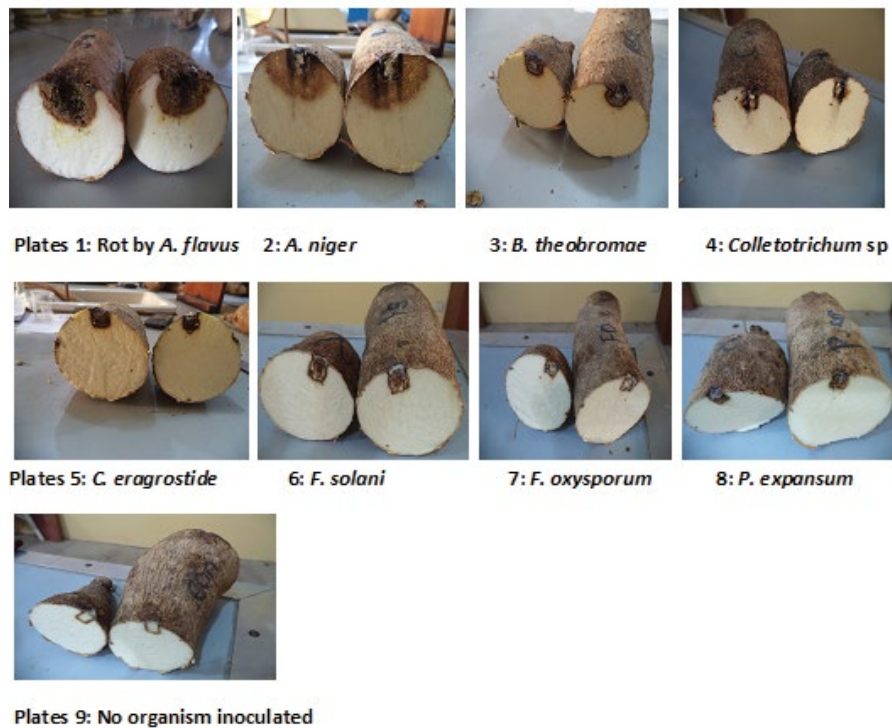 Plates 1: Rot by A. flavus 2: A. niger 3: B. theobromae 4: Colletotrichum sp
Plates 5: C. eragrostide 6: F. solani 7: F. oxysporum 8: P. expansum
Plates 9: No organism inoculated